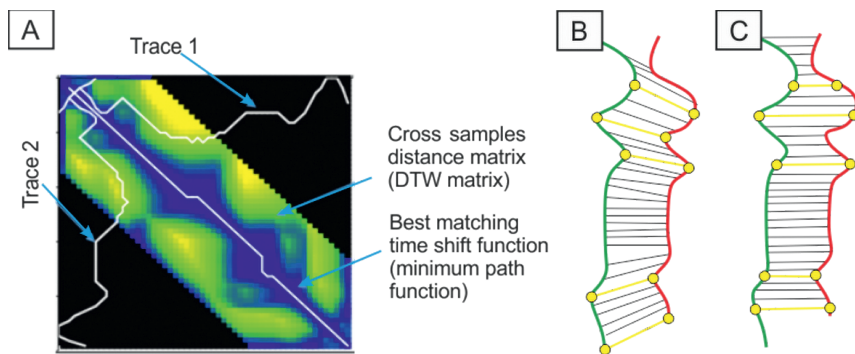 A
Trace 1
Trace 2
Cross samples
distance matrix
(DTW matrix)
Best matching
time shift function
(minimum path
function)
B
C